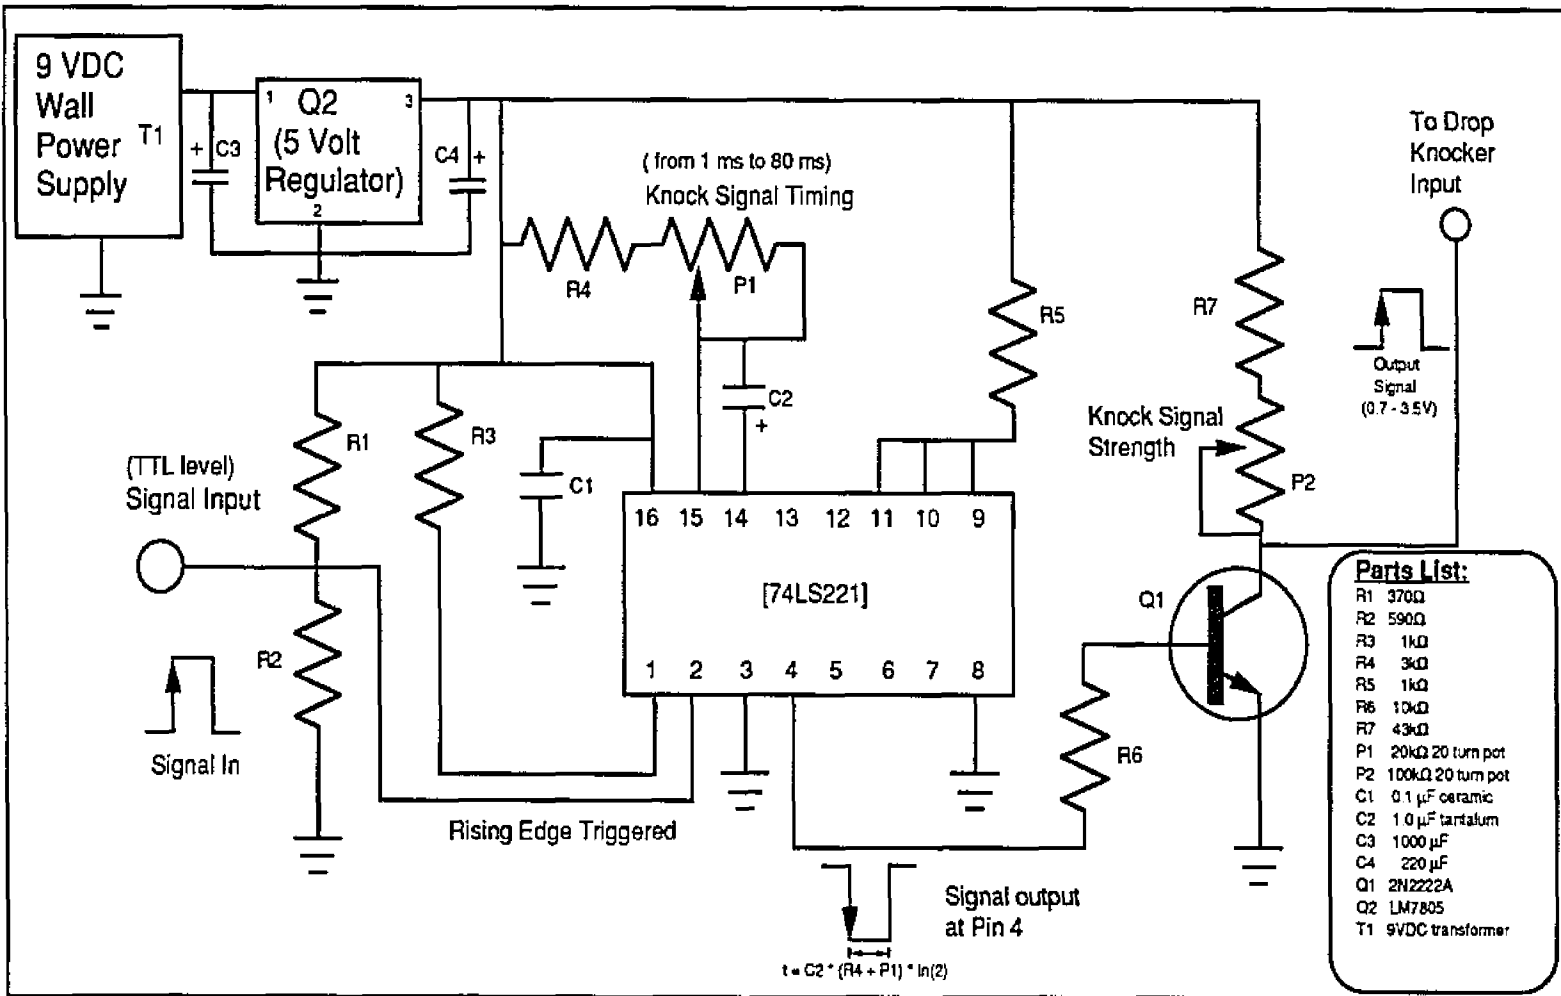 9 VDC
Wall
Power
Supply
T1
+ C3
1
Q2
3
(5 Volt
Regulator)
2
C4 +
( from 1 ms to 80 ms)
Knock Signal Timing
R4
P1
R5
R7
To Drop
Knocker
Input
Output
Signal
(0.7 - 3.5V)
R1
R3
C2
+
C1
Knock Signal
Strength
P2
(TTL level)
Signal Input
16 15 14 13 12 11 10 9
[74LS221]
1 2 3 4 5 6 7 8
Q1
R2
Signal In
R6
Rising Edge Triggered
Signal output
at Pin 4
t = C2 * (R4 + P1) * ln(2)
Parts List:
R1 370Ω
R2 590Ω
R3 1kΩ
R4 3kΩ
R5 1kΩ
R6 10kΩ
R7 43kΩ
P1 20kΩ 20 turn pot
P2 100kΩ 20 turn pot
C1 0.1 µF ceramic
C2 1.0 µF tantalum
C3 1000 µF
C4 220 µF
Q1 2N2222A
Q2 LM7805
T1 9VDC transformer